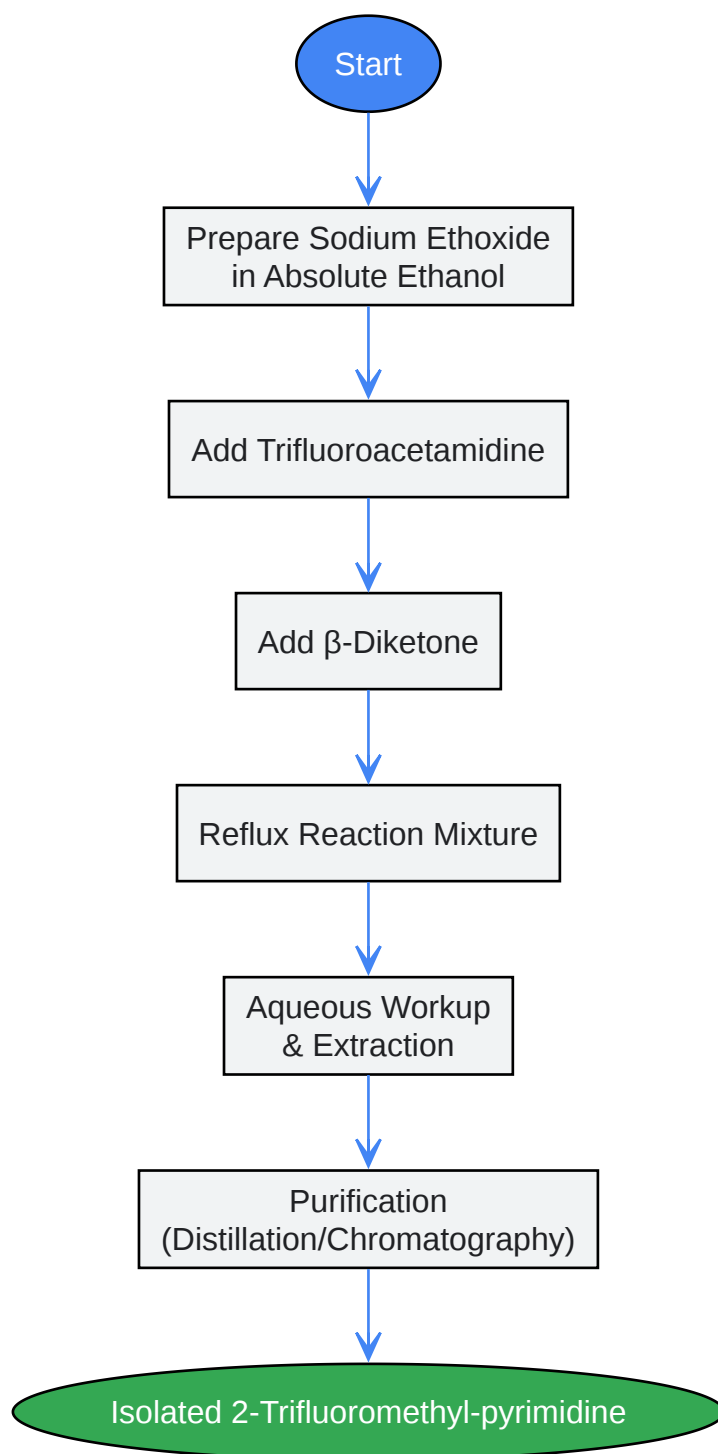 Start
Prepare Sodium Ethoxide
in Absolute Ethanol
Add Trifluoroacetamidine
Add β-Diketone
Reflux Reaction Mixture
Aqueous Workup
& Extraction
Purification
(Distillation/Chromatography)
Isolated 2-Trifluoromethyl-pyrimidine